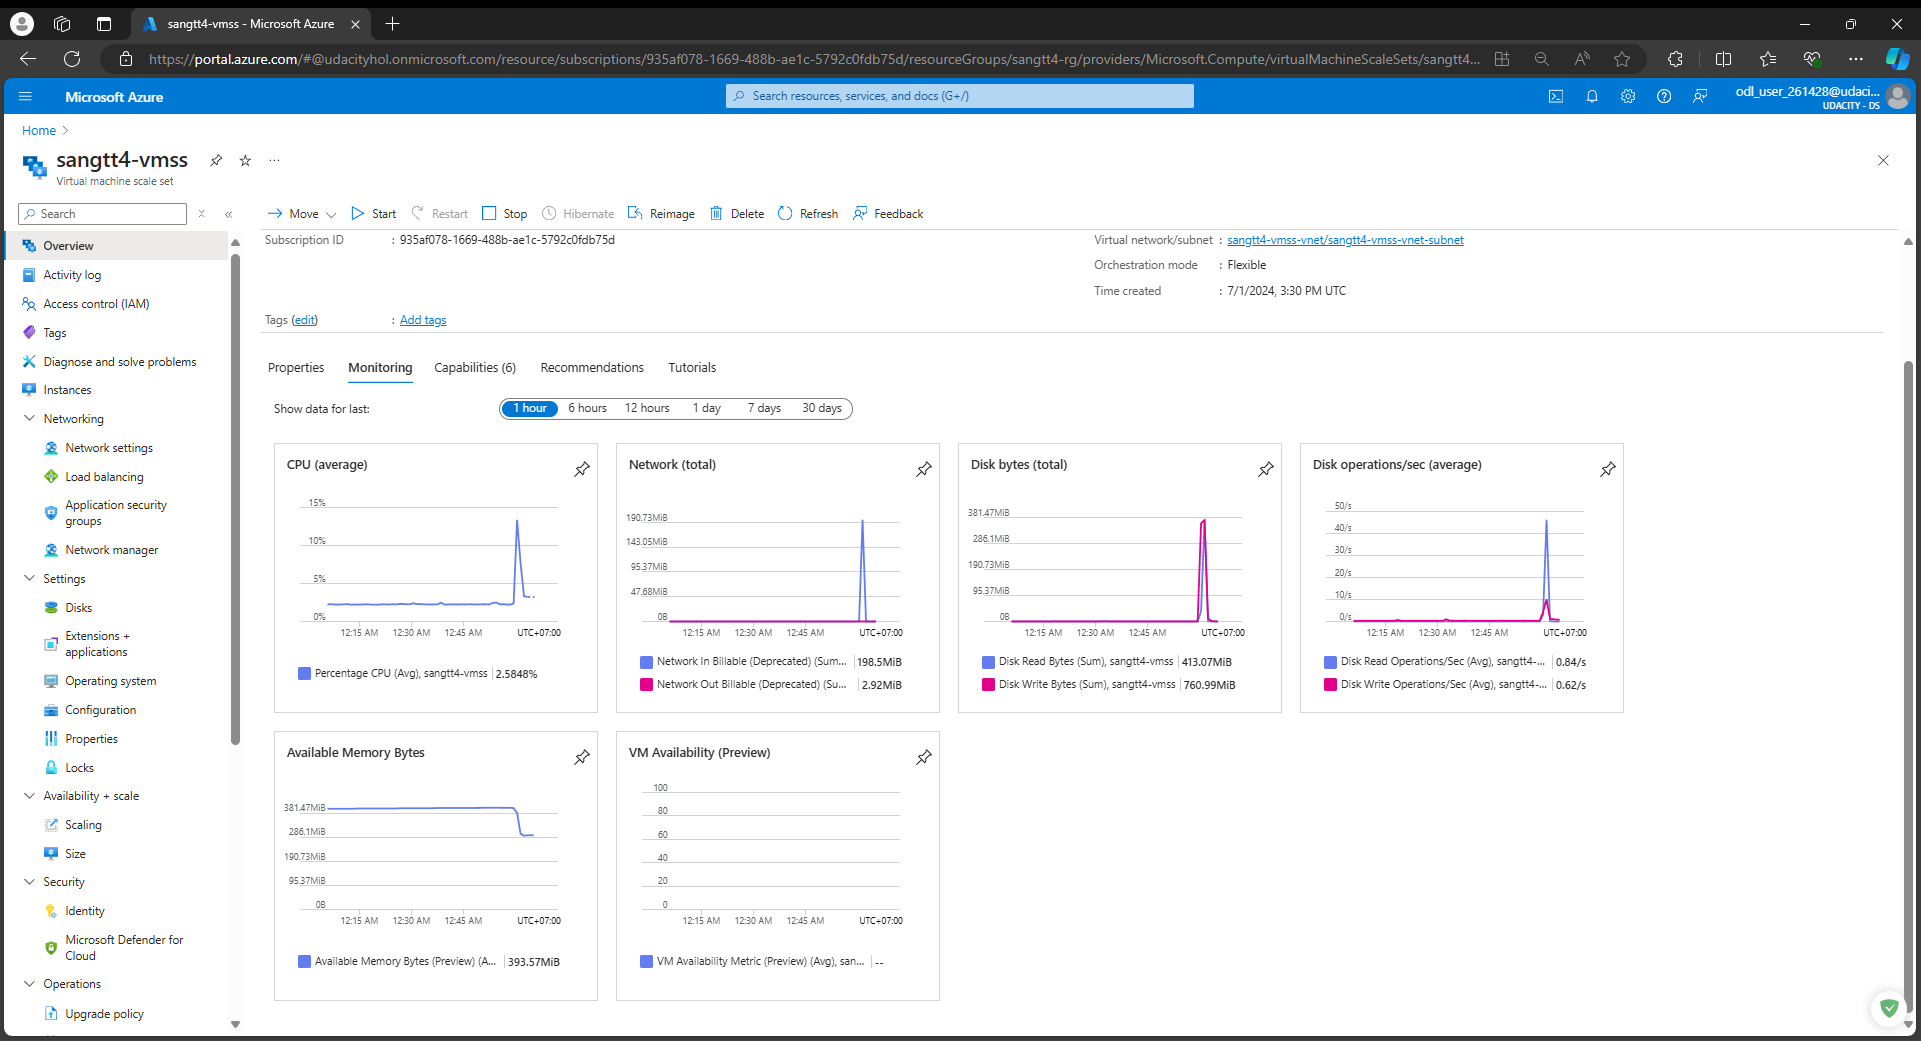 sangtt4-vmss - Microsoft Azure
https://portal.azure.com/#@udacityhol.onmicrosoft.com/resource/subscriptions/935af078-1669-488b-ae1c-5792c0fdb75d/resourceGroups/sangtt4-rg/providers/Microsoft.Compute/virtualMachineScaleSets/sangtt4...
Microsoft Azure
Search resources, services, and docs (G+/)
odl_user_261428@udaci...
UDACITY - DS
Home
sangtt4-vmss
Virtual machine scale set
Search
Move
Start
Restart
Stop
Hibernate
Reimage
Delete
Refresh
Feedback
Overview
Activity log
Access control (IAM)
Tags
Diagnose and solve problems
Instances
Networking
Network settings
Load balancing
Application security
groups
Network manager
Settings
Disks
Extensions +
applications
Operating system
Configuration
Properties
Locks
Availability + scale
Scaling
Size
Security
Identity
Microsoft Defender for
Cloud
Operations
Upgrade policy
Subscription ID : 935af078-1669-488b-ae1c-5792c0fdb75d
Virtual network/subnet : sangtt4-vmss-vnet/sangtt4-vmss-vnet-subnet
Orchestration mode : Flexible
Time created : 7/1/2024, 3:30 PM UTC
Tags (edit) : Add tags
Properties
Monitoring
Capabilities (6)
Recommendations
Tutorials
Show data for last:
1 hour
6 hours
12 hours
1 day
7 days
30 days
CPU (average)
15%
10%
5%
0%
12:15 AM 12:30 AM 12:45 AM UTC+07:00
Percentage CPU (Avg), sangtt4-vmss 2.5848%
Network (total)
190.73MiB
143.05MiB
95.37MiB
47.68MiB
0B
12:15 AM 12:30 AM 12:45 AM UTC+07:00
Network In Billable (Deprecated) (Sum... 198.5MiB
Network Out Billable (Deprecated) (Su... 2.92MiB
Disk bytes (total)
381.47MiB
286.1MiB
190.73MiB
95.37MiB
0B
12:15 AM 12:30 AM 12:45 AM UTC+07:00
Disk Read Bytes (Sum), sangtt4-vmss 413.07MiB
Disk Write Bytes (Sum), sangtt4-vmss 760.99MiB
Disk operations/sec (average)
50/s
40/s
30/s
20/s
10/s
0/s
12:15 AM 12:30 AM 12:45 AM UTC+07:00
Disk Read Operations/Sec (Avg), sangtt4-... 0.84/s
Disk Write Operations/Sec (Avg), sangtt4-... 0.62/s
Available Memory Bytes
381.47MiB
286.1MiB
190.73MiB
95.37MiB
0B
12:15 AM 12:30 AM 12:45 AM UTC+07:00
Available Memory Bytes (Preview) (A... 393.57MiB
VM Availability (Preview)
100
80
60
40
20
0
12:15 AM 12:30 AM 12:45 AM UTC+07:00
VM Availability Metric (Preview) (Avg), san... --